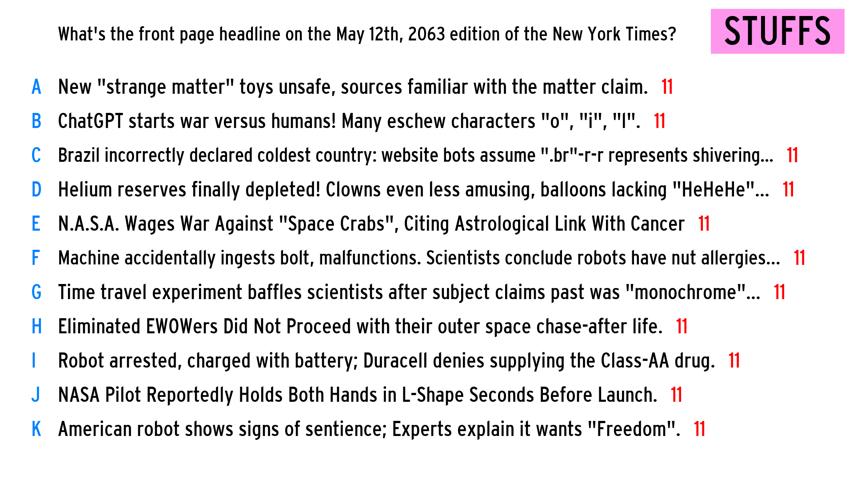 What's the front page headline on the May 12th, 2063 edition of the New York Times?
STUFFS
A New "strange matter" toys unsafe, sources familiar with the matter claim. 11
B ChatGPT starts war versus humans! Many eschew characters "o", "i", "l". 11
C Brazil incorrectly declared coldest country: website bots assume ".br"-r-r represents shivering... 11
D Helium reserves finally depleted! Clowns even less amusing, balloons lacking "HeHeHe"... 11
E N.A.S.A. Wages War Against "Space Crabs", Citing Astrological Link With Cancer 11
F Machine accidentally ingests bolt, malfunctions. Scientists conclude robots have nut allergies... 11
G Time travel experiment baffles scientists after subject claims past was "monochrome"... 11
H Eliminated EWOWers Did Not Proceed with their outer space chase-after life. 11
I Robot arrested, charged with battery; Duracell denies supplying the Class-AA drug. 11
J NASA Pilot Reportedly Holds Both Hands in L-Shape Seconds Before Launch. 11
K American robot shows signs of sentience; Experts explain it wants "Freedom". 11